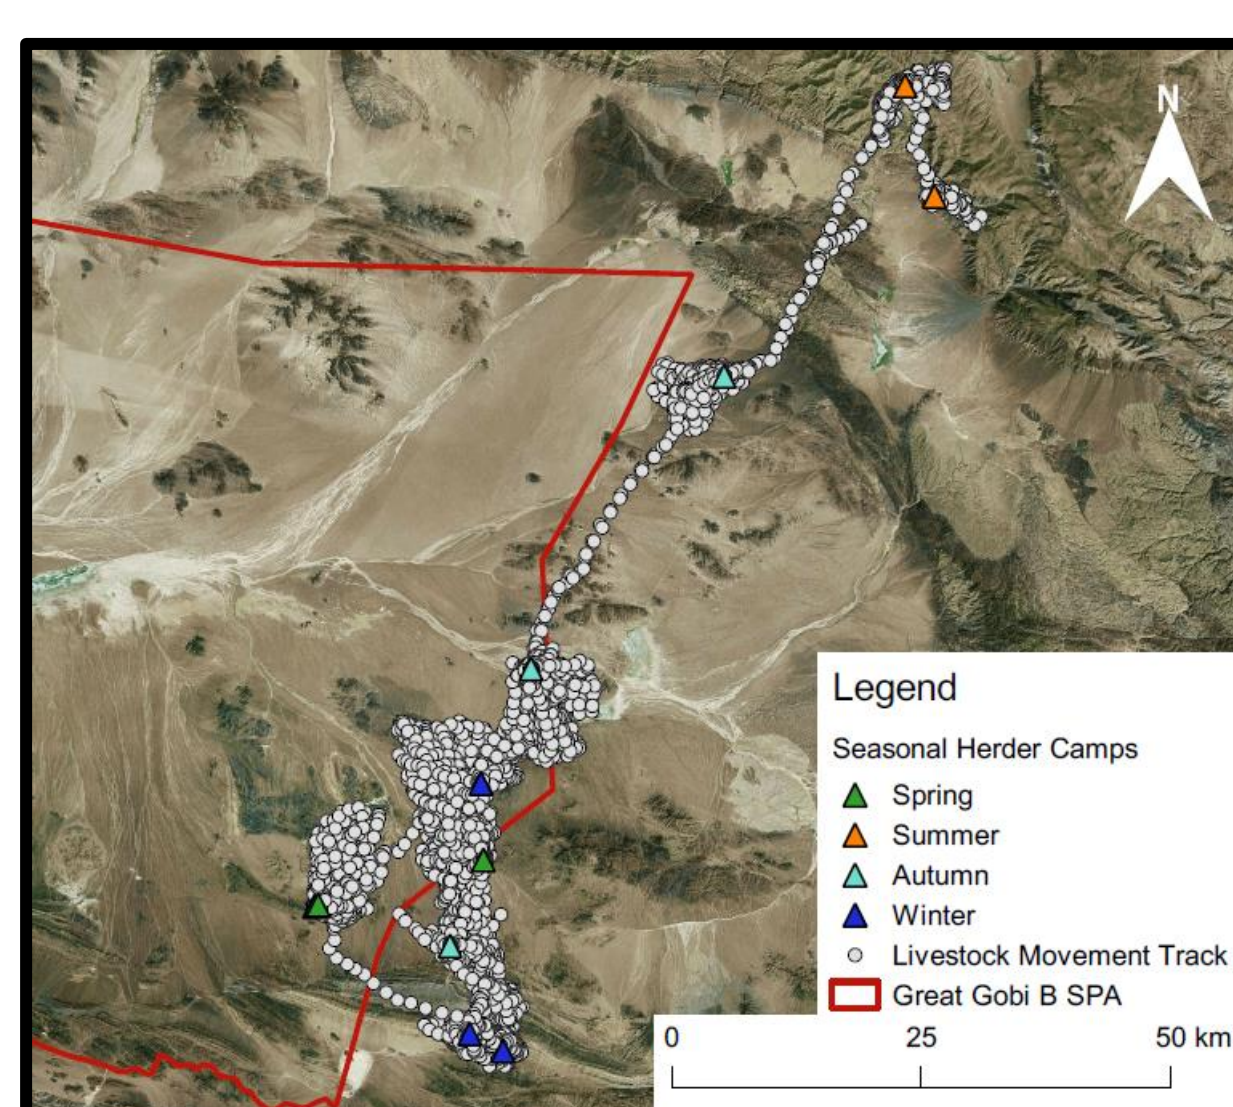 N
Legend
Seasonal Herder Camps
Spring
Summer
Autumn
Winter
Livestock Movement Track
Great Gobi B SPA
0 25 50 km